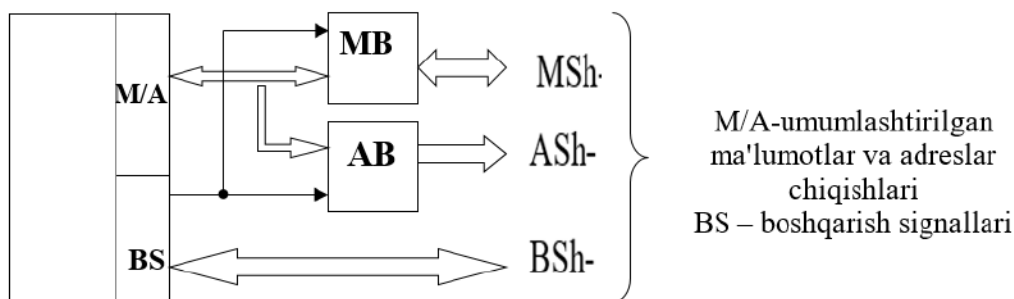 MB
M/A
MSh-
AB
ASh-
BS
BSh-
M/A-umumlashtirilgan
ma'lumotlar va adreslar
chiqishlari
BS – boshqarish signallari